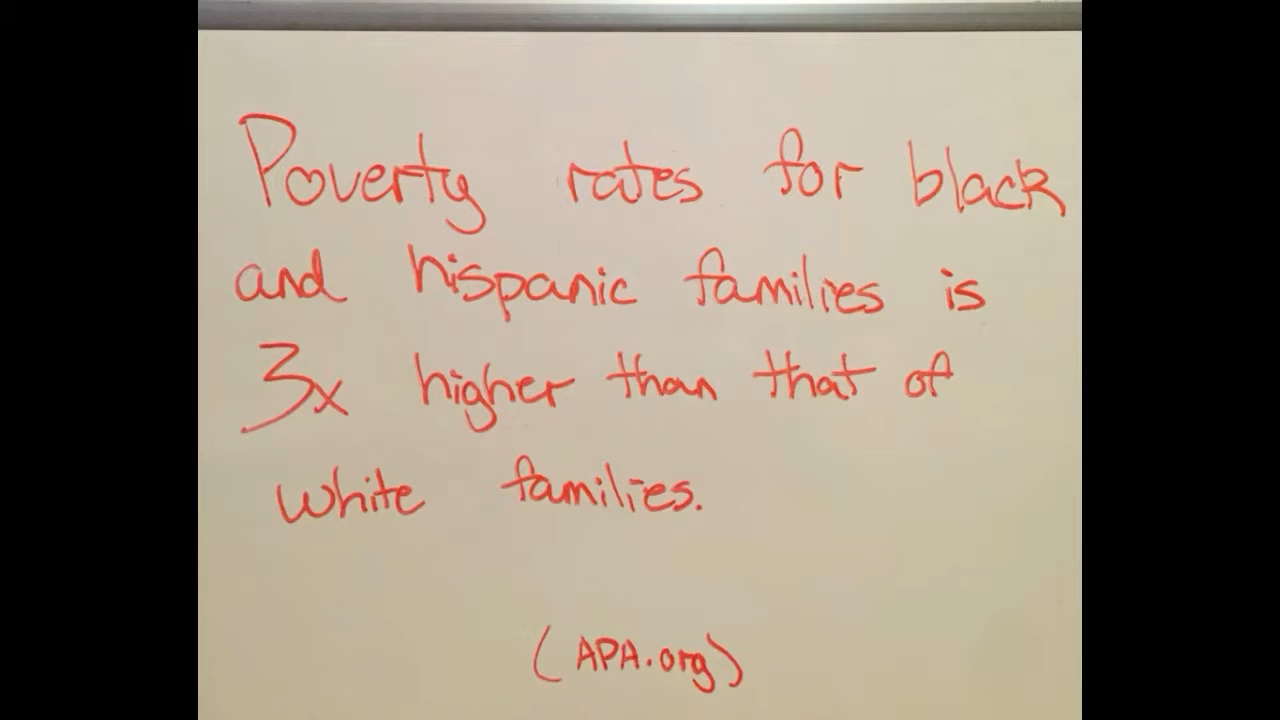 Poverty rates for black
and hispanic families is
3x higher than that of
white families.
(APA.org)